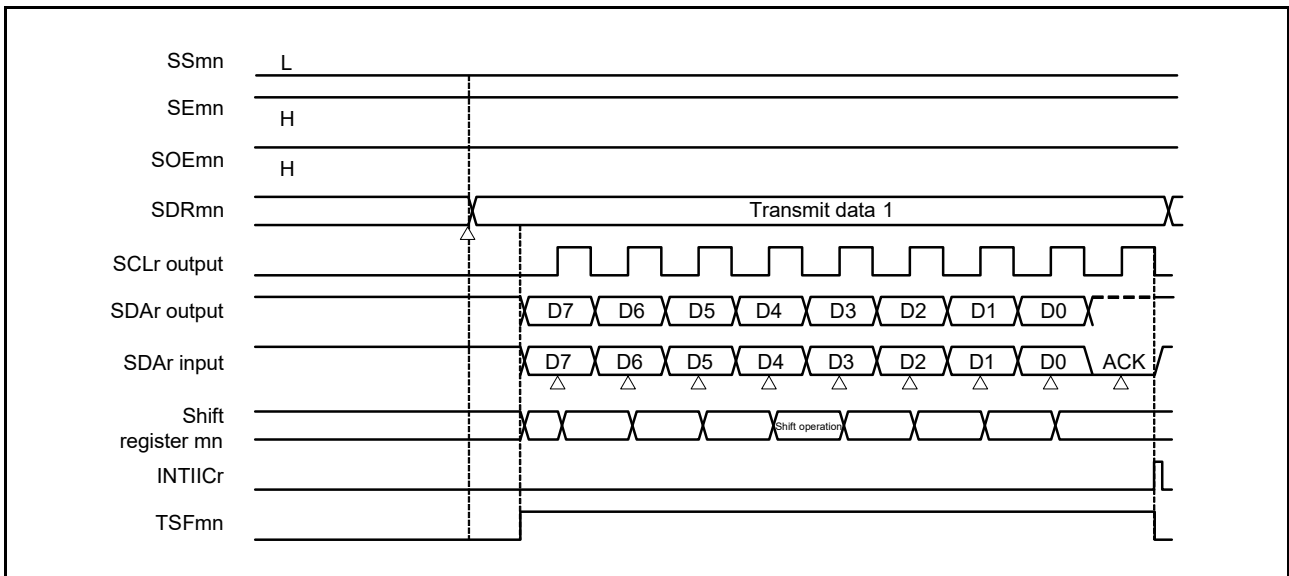 SSmn L
SEmn H
SOEmn H
SDRmn Transmit data 1
SCLr output
SDAr output D7 D6 D5 D4 D3 D2 D1 D0
SDAr input D7 D6 D5 D4 D3 D2 D1 D0 ACK
Shift
register mn Shift operation
INTIICr
TSFmn